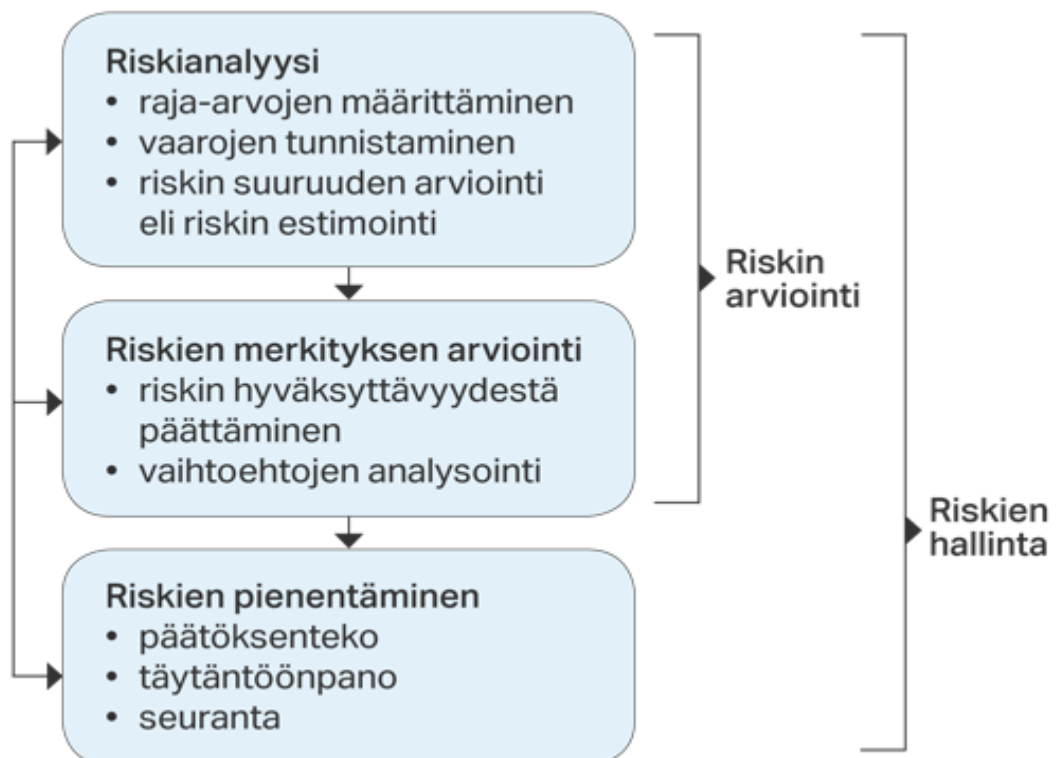 Riskianalyysi
• raja-arvojen määrittäminen
• vaarojen tunnistaminen
• riskin suuruuden arviointi
eli riskin estimointi
Riskien merkityksen arviointi
• riskin hyväksyttävyydestä
päättäminen
• vaihtoehtojen analysointi
Riskien pienentäminen
• päätöksenteko
• täytäntöönpano
• seuranta
Riskin
arviointi
Riskien
hallinta